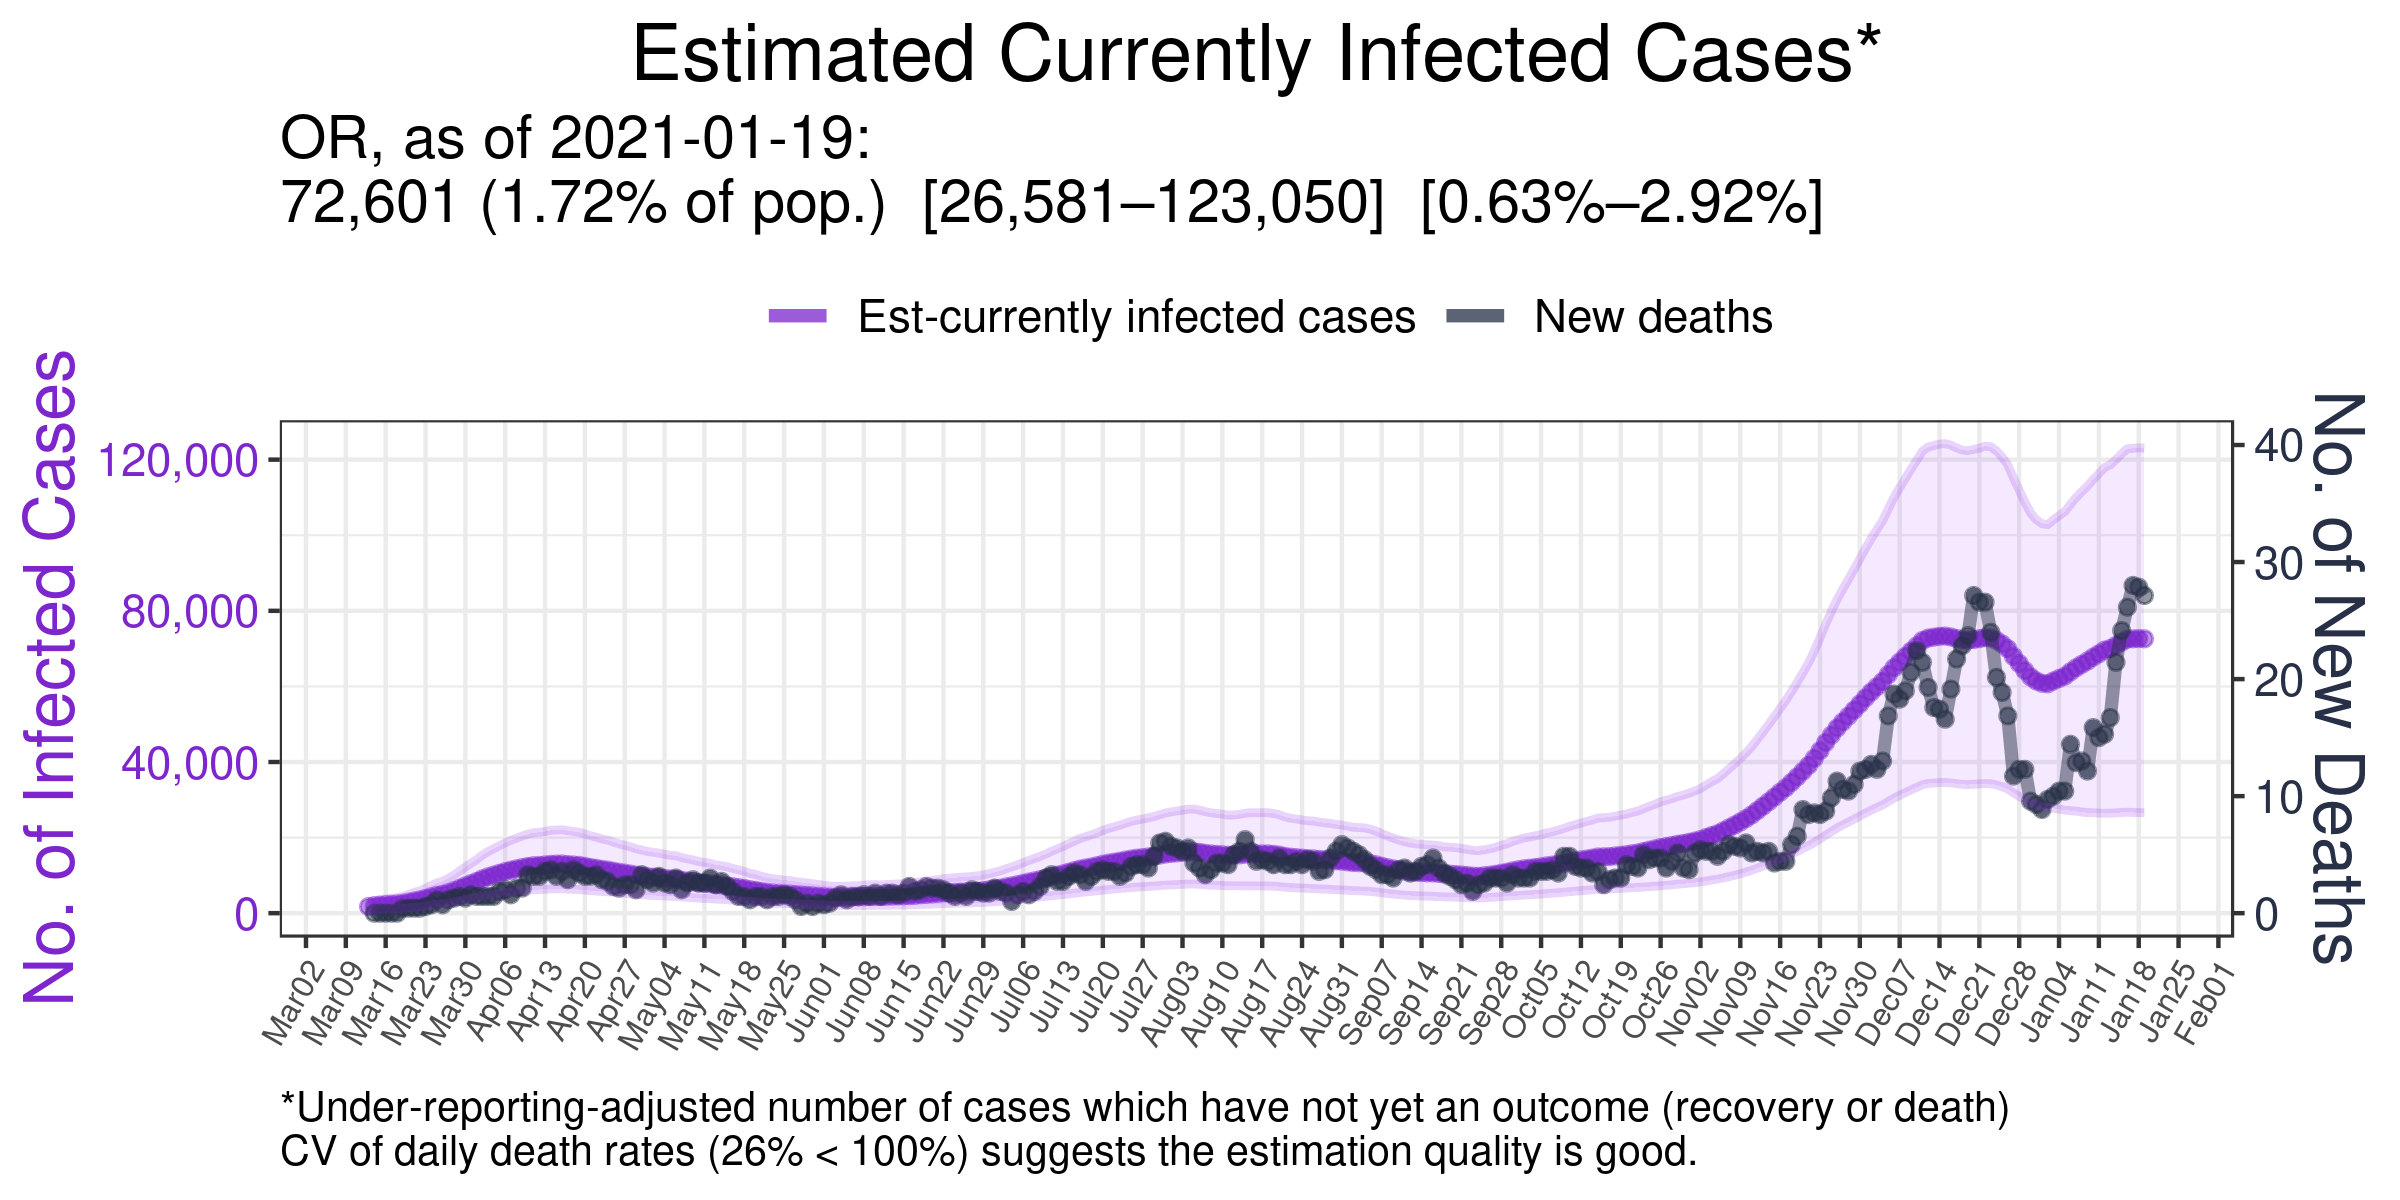 Estimated Currently Infected Cases*
OR, as of 2021-01-19:
72,601 (1.72% of pop.) [26,581–123,050] [0.63%–2.92%]
Est-currently infected cases
New deaths
No. of Infected Cases
120,000
80,000
40,000
0
40
30
20
10
0
No. of New Deaths
Mar02
Mar09
Mar16
Mar23
Mar30
Apr06
Apr13
Apr20
Apr27
May04
May11
May18
May25
Jun01
Jun08
Jun15
Jun22
Jun29
Jul06
Jul13
Jul20
Jul27
Aug03
Aug10
Aug17
Aug24
Aug31
Sep07
Sep14
Sep21
Sep28
Oct05
Oct12
Oct19
Oct26
Nov02
Nov09
Nov16
Nov23
Nov30
Dec07
Dec14
Dec21
Dec28
Jan04
Jan11
Jan18
Jan25
Feb01
*Under-reporting-adjusted number of cases which have not yet an outcome (recovery or death)
CV of daily death rates (26% < 100%) suggests the estimation quality is good.